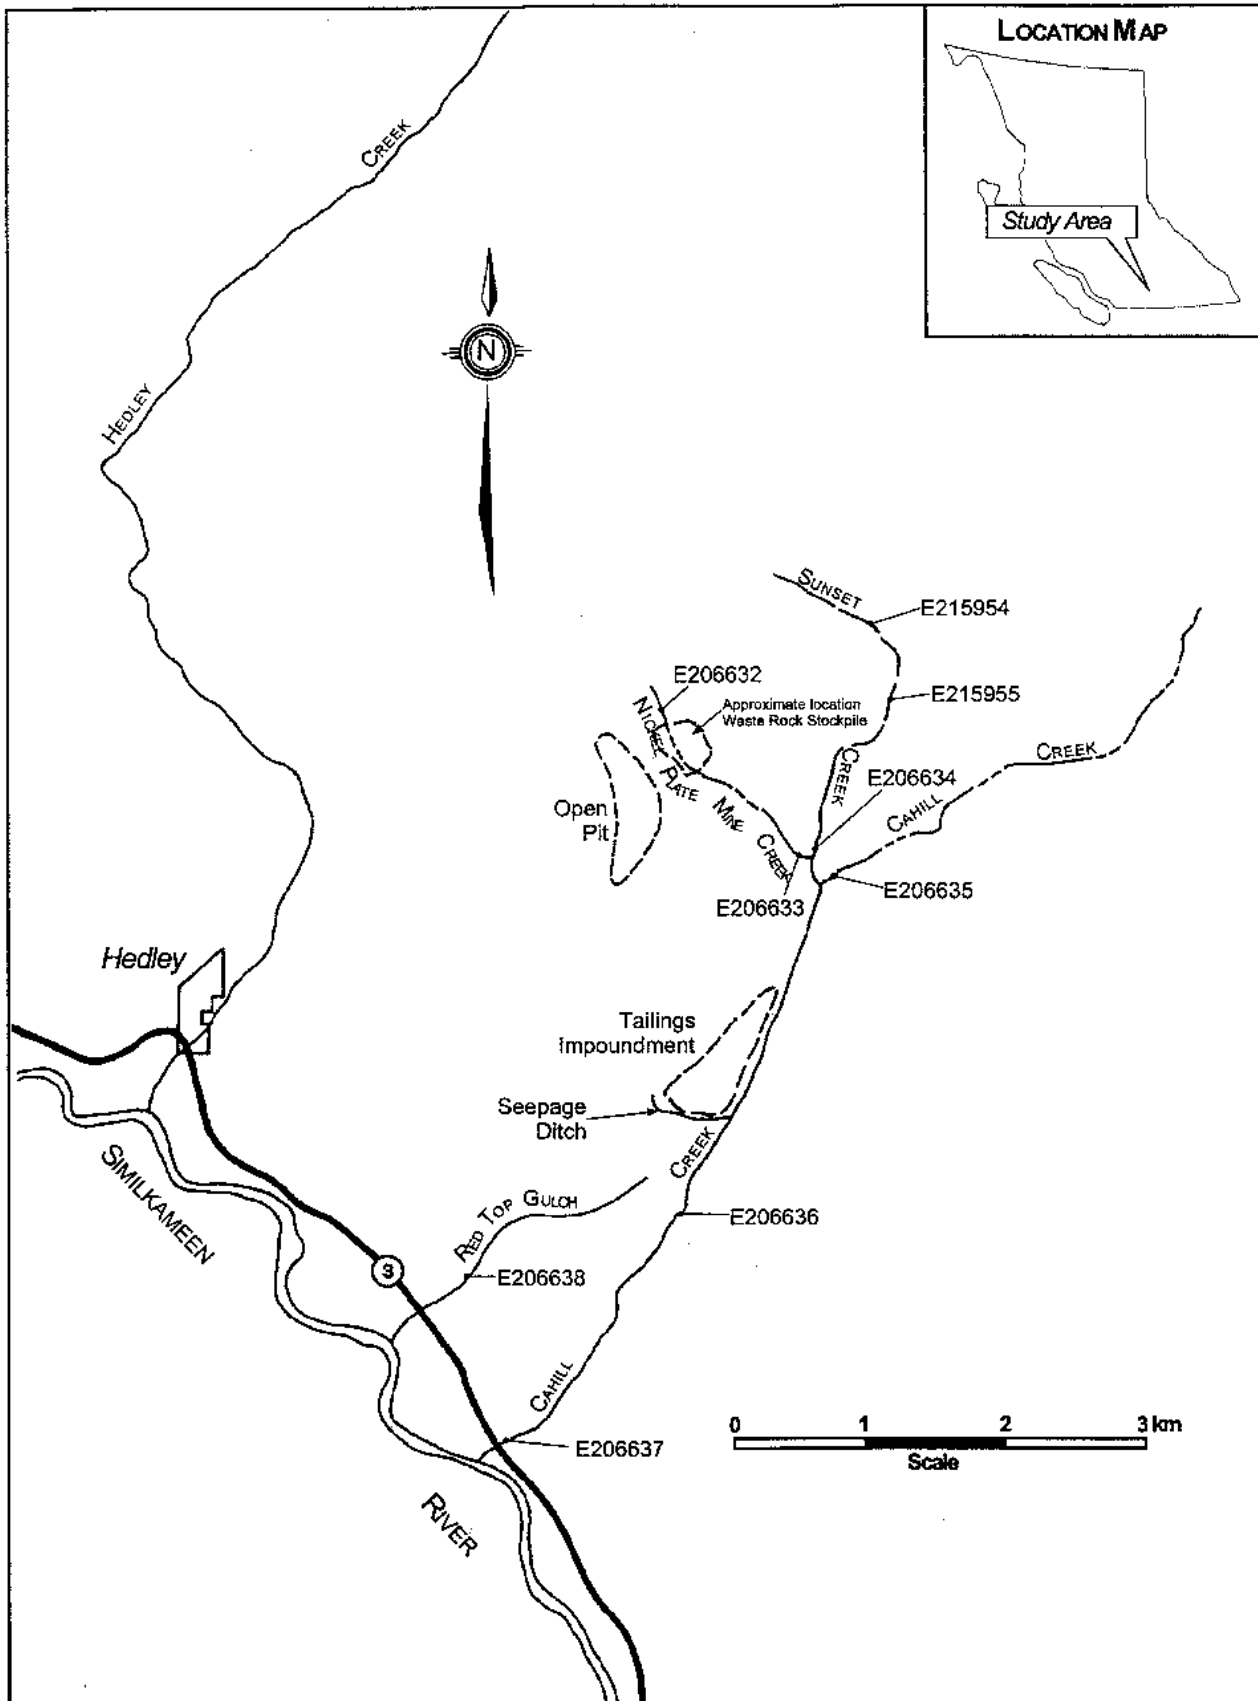 LOCATION MAP
Study Area
CREEK
HEDLEY
N
SUNSET
E215954
E206632
E215955
Approximate location
Waste Rock Stockpile
NICKEL PLATE MINE CREEK
CREEK
CREEK
E206634
CAHILL
Open
Pit
E206635
E206633
Hedley
Tailings
Impoundment
Seepage
Ditch
CREEK
SIMILKAMEEN
RED TOP GULCH
E206636
3
E206638
CAHILL
0 1 2 3 km
Scale
E206637
RIVER